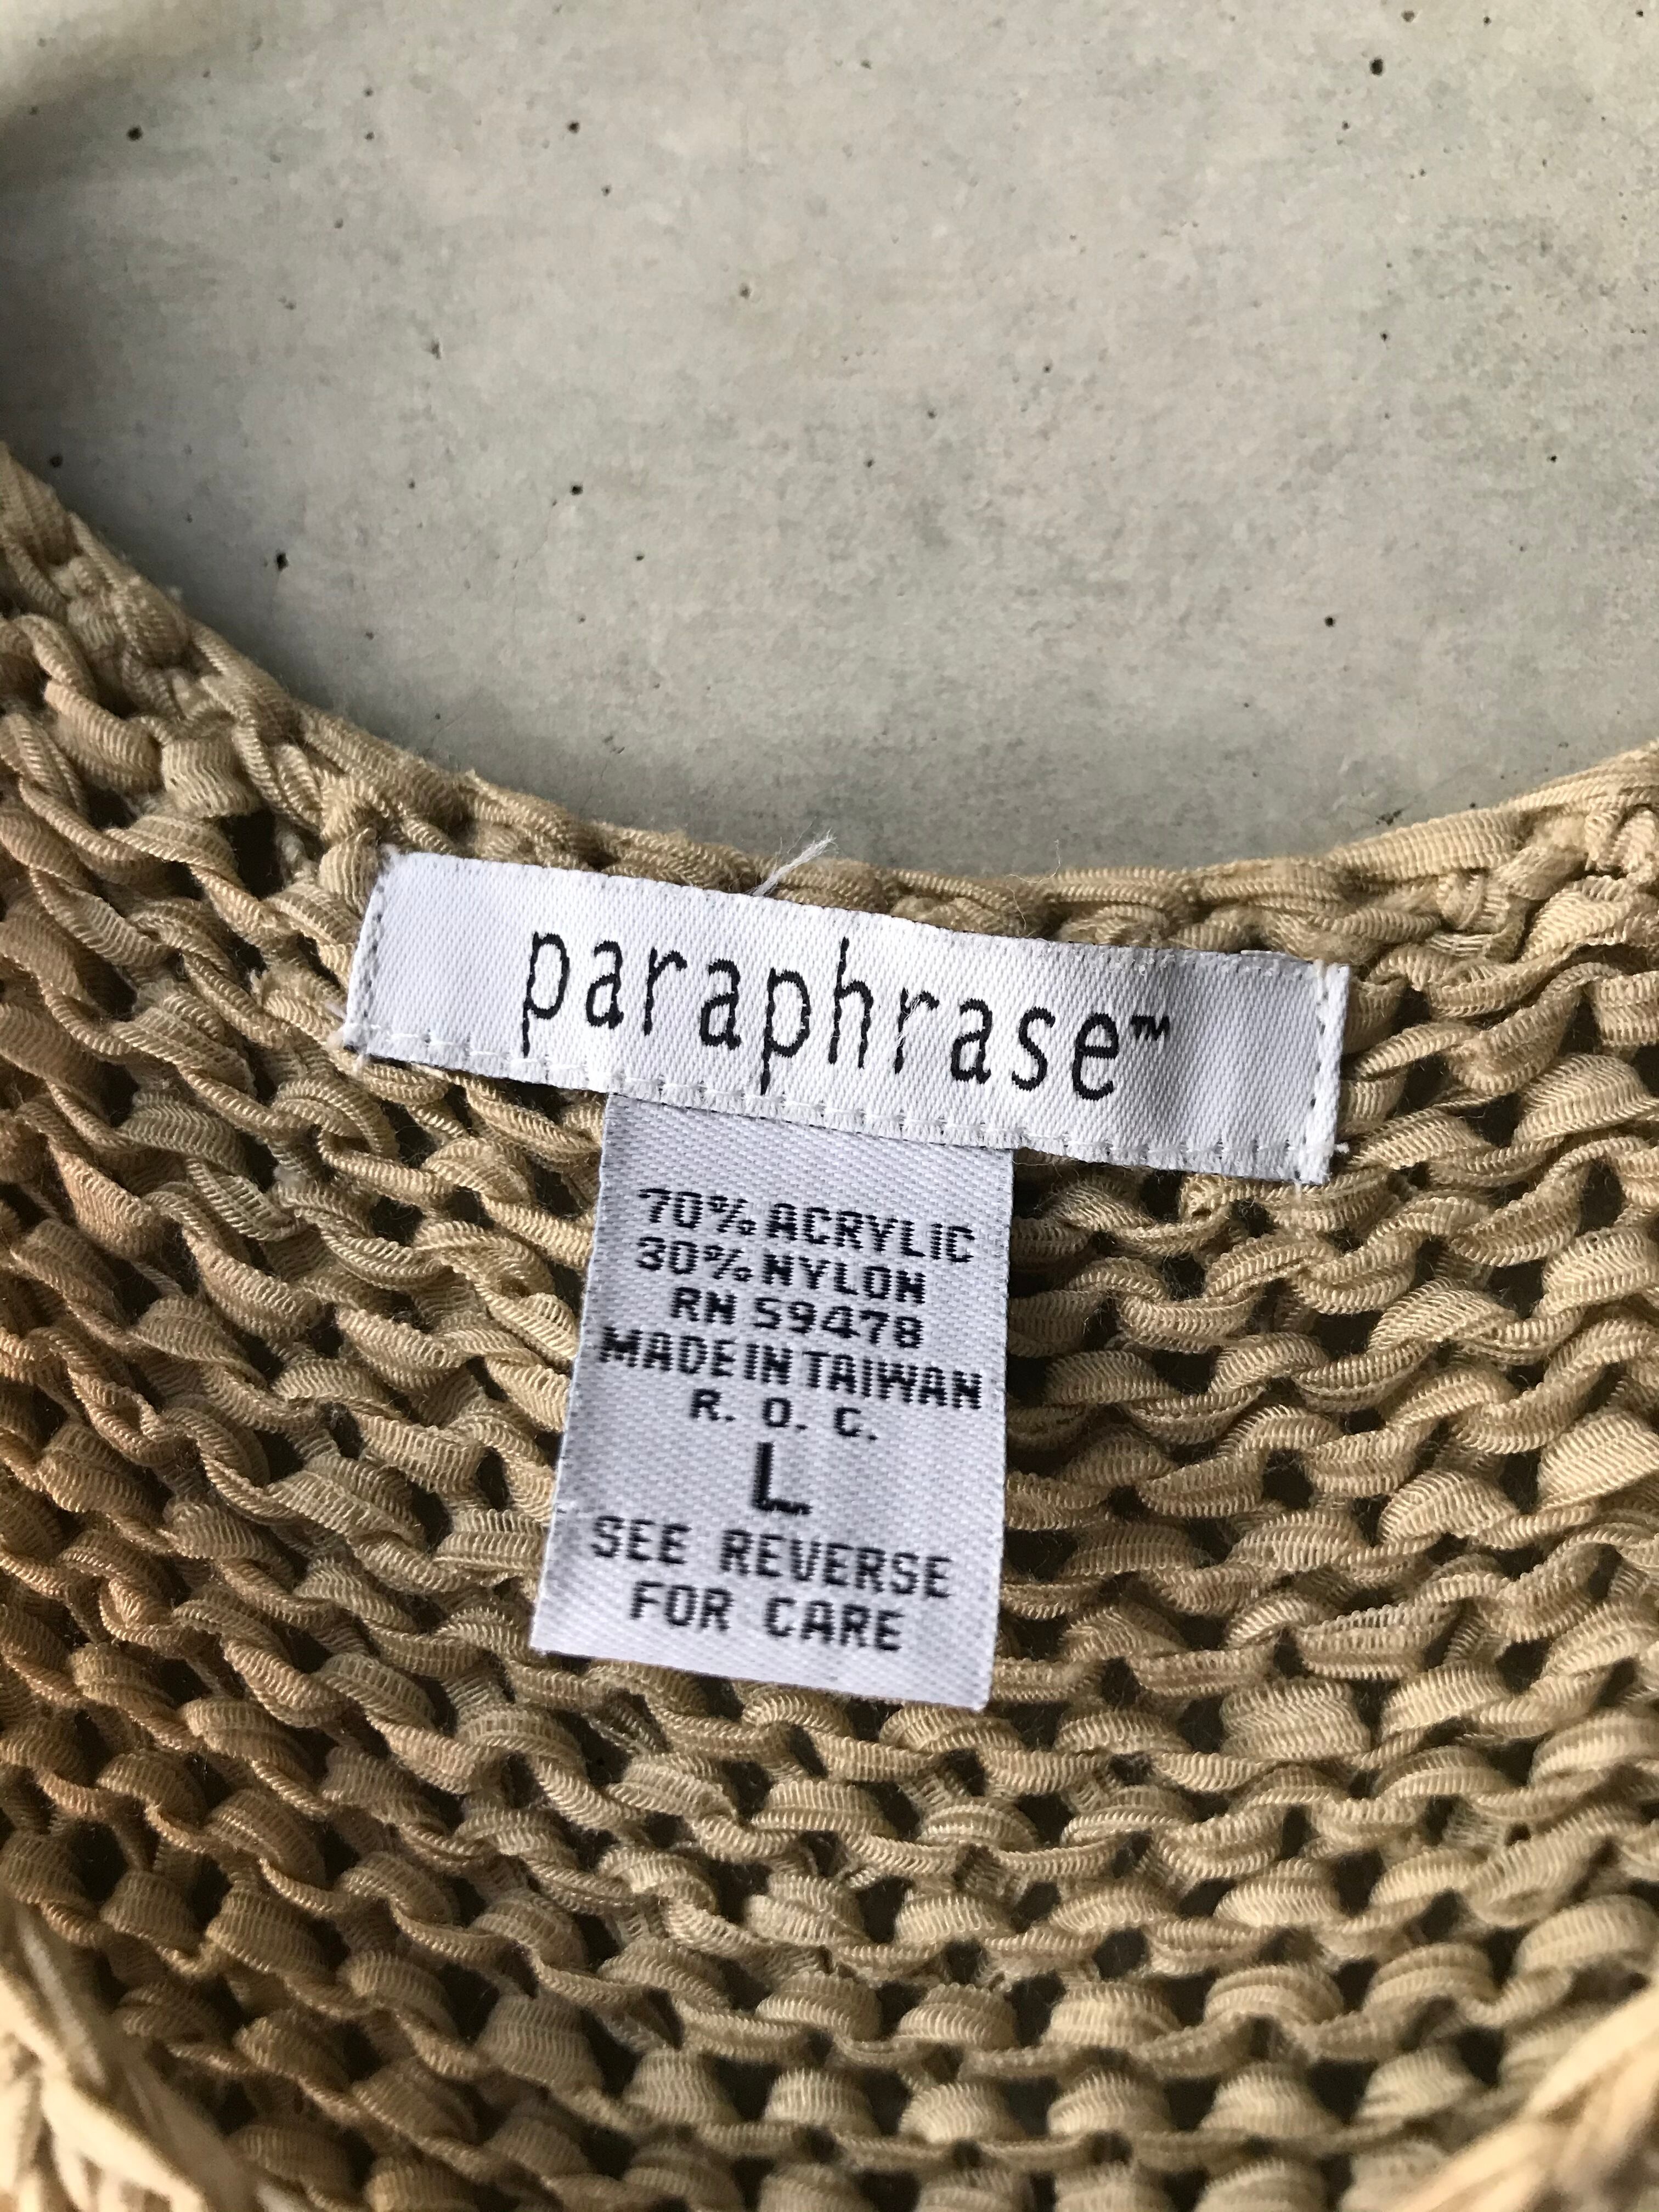 paraphrase™
70% ACRYLIC
30% NYLON
RN 59478
MADE IN TAIWAN
R. O. C.
L
SEE REVERSE
FOR CARE